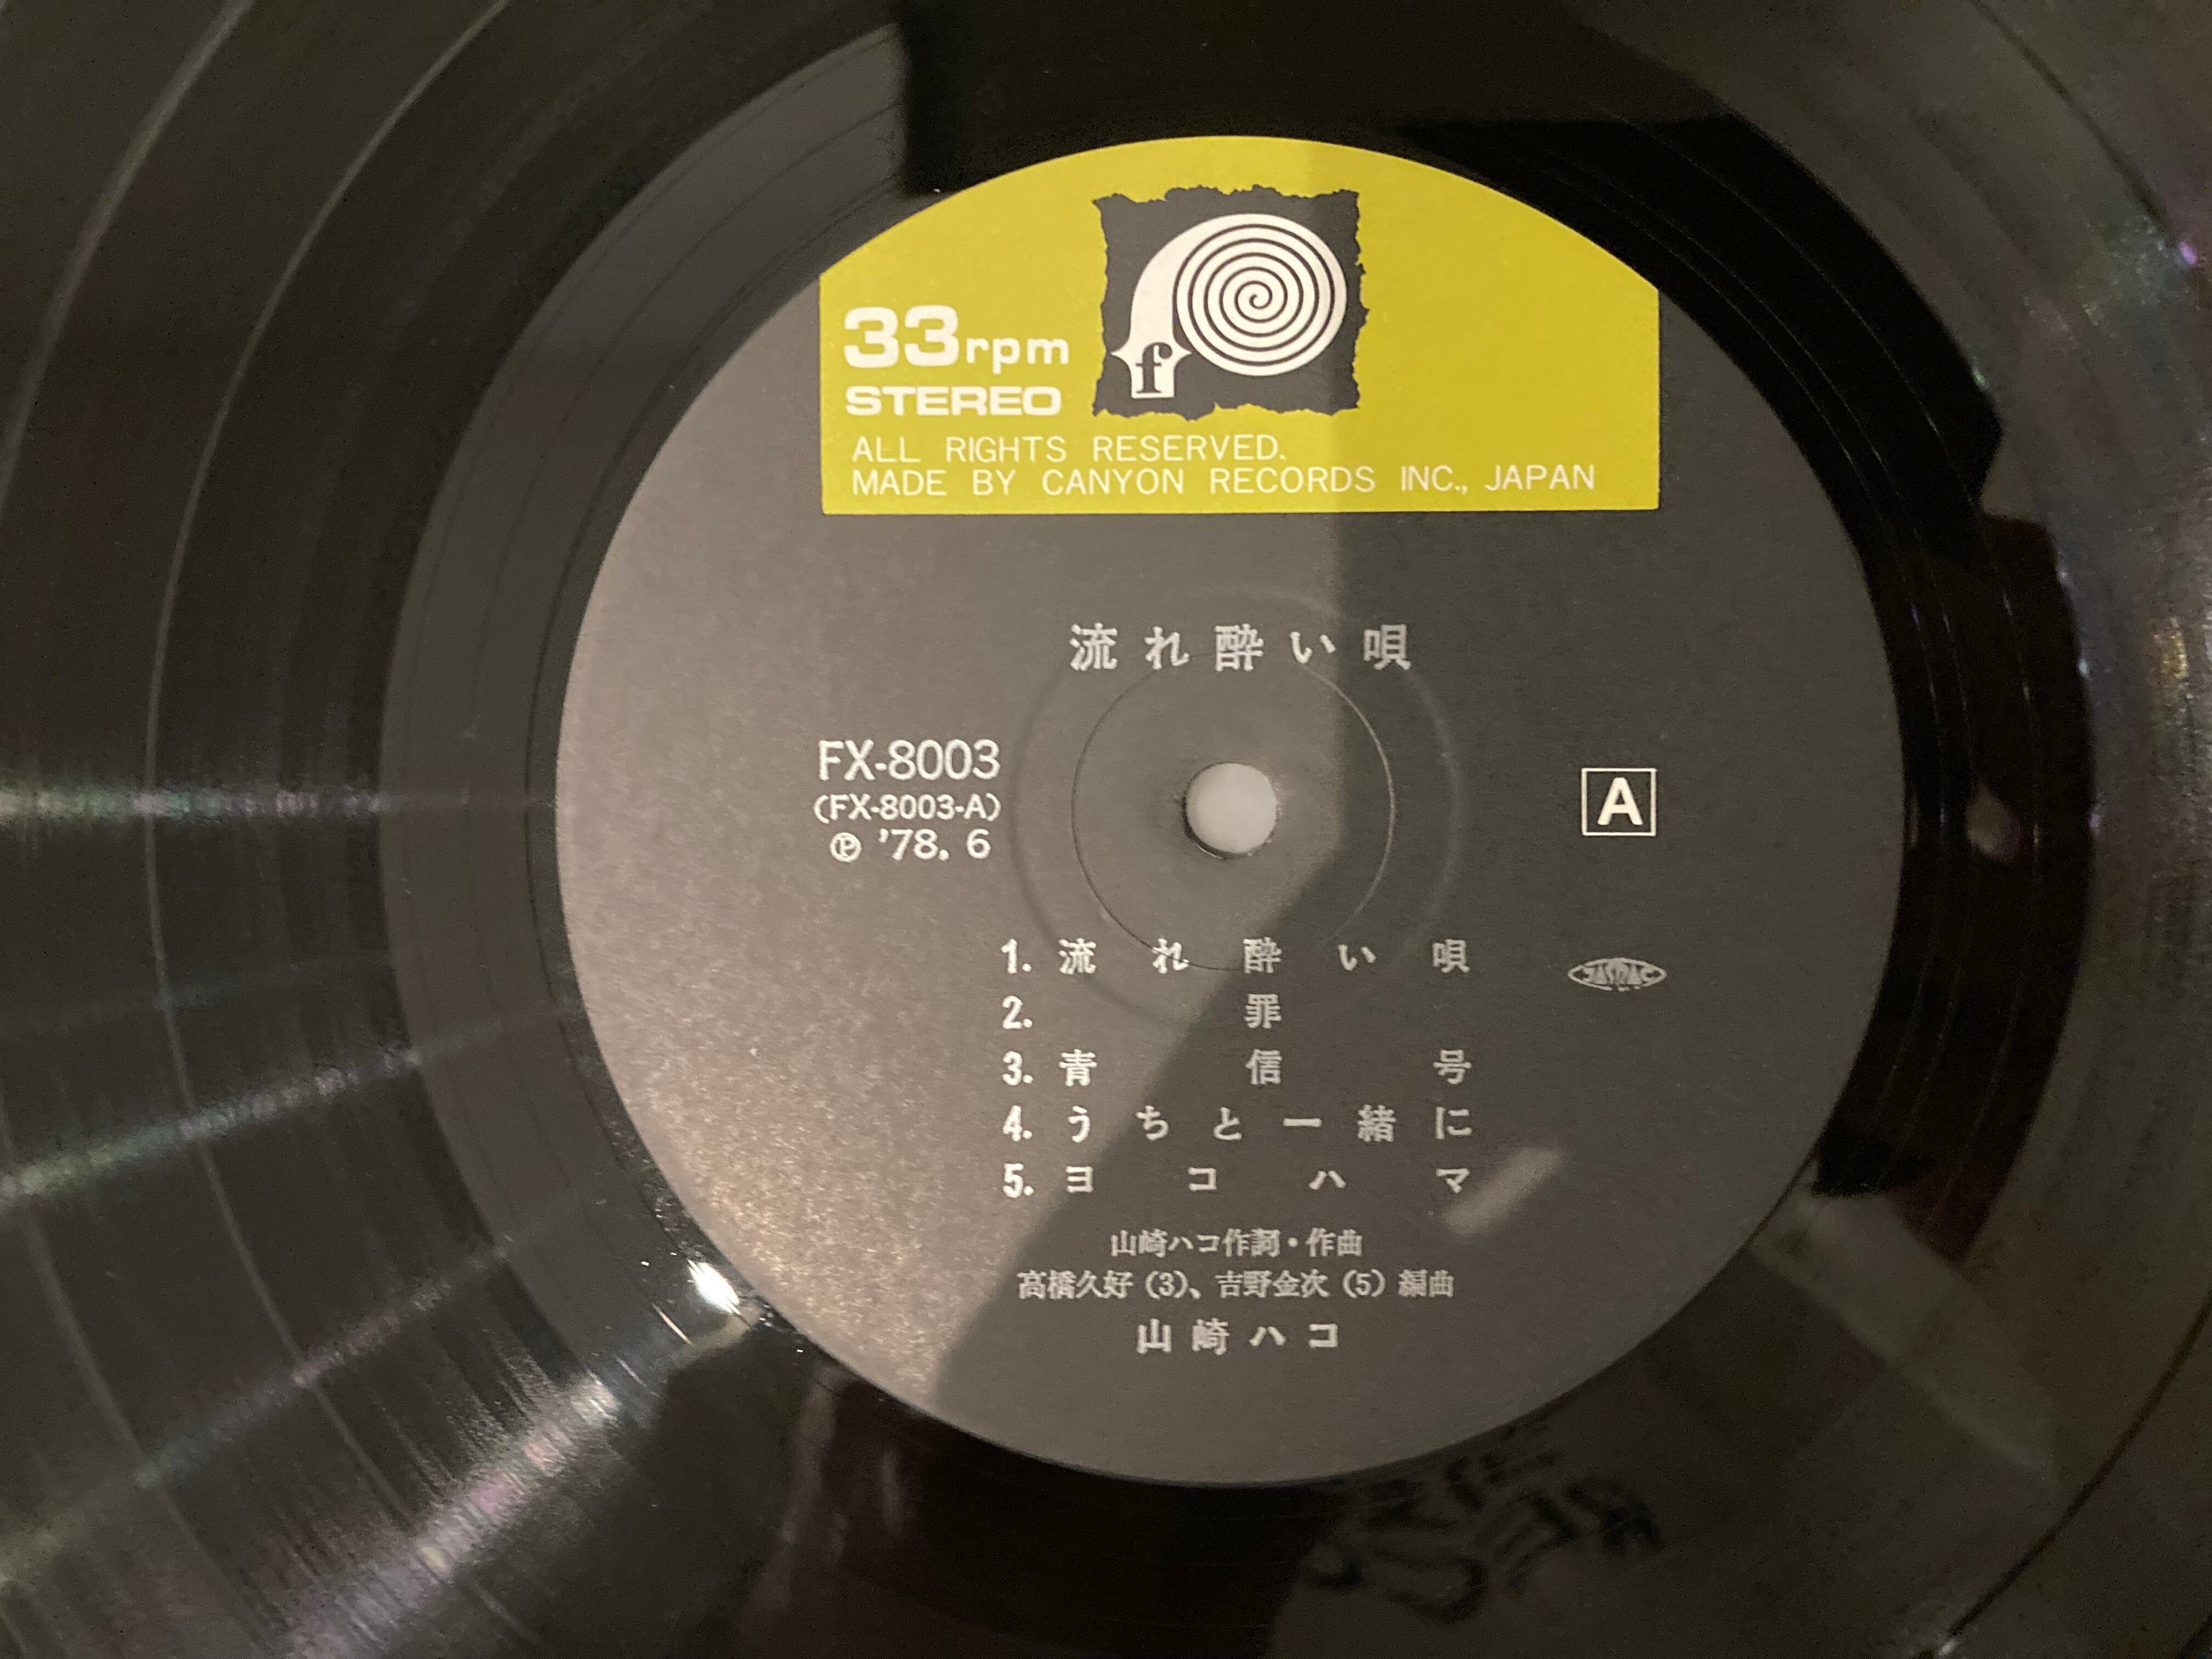 33rpm
STEREO
f
ALL RIGHTS RESERVED.
MADE BY CANYON RECORDS INC., JAPAN
流れ酔い唄
FX-8003
(FX-8003-A)
Ⓟ '78. 6
A
1. 流れ酔い唄
2. 罪
3. 青信号
4. うちと一緒に
5. ヨコハマ
JASRAC
山崎ハコ作詞・作曲
高橋久好(3)、吉野金次(5)編曲
山崎ハコ